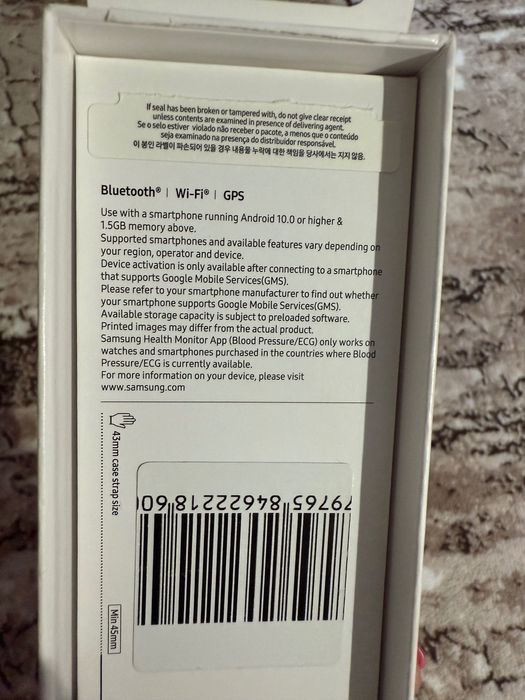 If seal has been broken or tampered with, do not give clear receipt
unless contents are examined in presence of delivering agent.
Se o selo estiver violado não receber o pacote, a menos que o conteúdo
seja examinado na presença do distribuidor responsável.
이 봉인 라벨이 파손되어 있을 경우 내용물 누락에 대한 책임을 당사에서는 지지 않음.
Bluetooth® | Wi-Fi® | GPS
Use with a smartphone running Android 10.0 or higher &
1.5GB memory above.
Supported smartphones and available features vary depending on
your region, operator and device.
Device activation is only available after connecting to a smartphone
that supports Google Mobile Services(GMS).
Please refer to your smartphone manufacturer to find out whether
your smartphone supports Google Mobile Services(GMS).
Available storage capacity is subject to preloaded software.
Printed images may differ from the actual product.
Samsung Health Monitor App (Blood Pressure/ECG) only works on
watches and smartphones purchased in the countries where Blood
Pressure/ECG is currently available.
For more information on your device, please visit
www.samsung.com
43mm case strap size
Min 45mm